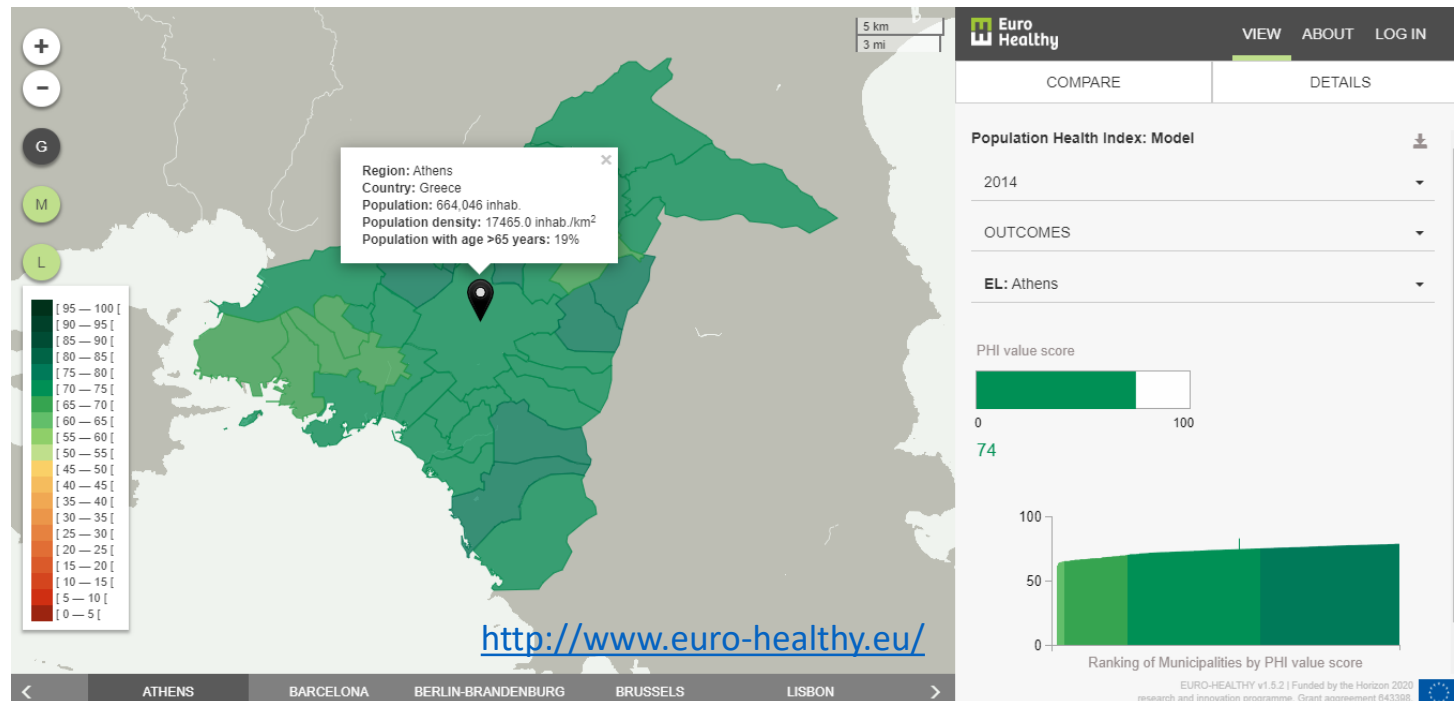 +
−
G
M
L
5 km
3 mi
Region: Athens
Country: Greece
Population: 664,046 inhab.
Population density: 17465.0 inhab./km2
Population with age >65 years: 19%
×
[ 95 — 100 [
[ 90 — 95 [
[ 85 — 90 [
[ 80 — 85 [
[ 75 — 80 [
[ 70 — 75 [
[ 65 — 70 [
[ 60 — 65 [
[ 55 — 60 [
[ 50 — 55 [
[ 45 — 50 [
[ 40 — 45 [
[ 35 — 40 [
[ 30 — 35 [
[ 25 — 30 [
[ 20 — 25 [
[ 15 — 20 [
[ 10 — 15 [
[ 5 — 10 [
[ 0 — 5 [
http://www.euro-healthy.eu/
ATHENS BARCELONA BERLIN-BRANDENBURG BRUSSELS LISBON
Euro
Healthy
VIEW ABOUT LOG IN
COMPARE DETAILS
Population Health Index: Model
2014
OUTCOMES
EL: Athens
PHI value score
0 100
74
100
50
0
Ranking of Municipalities by PHI value score
EURO-HEALTHY v1.5.2 | Funded by the Horizon 2020
research and innovation programme. Grant aggreement 643398.